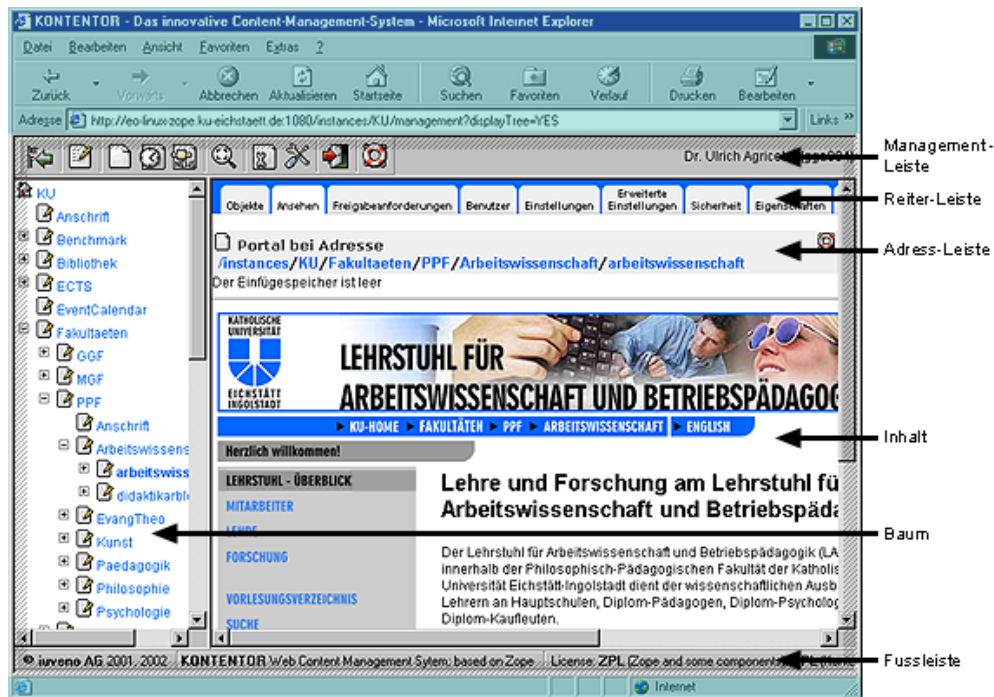 KONTENTOR - Das innovative Content-Management-System - Microsoft Internet Explorer
Datei Bearbeiten Ansicht Favoriten Extras ?
Zurück Vorwärts Abbrechen Aktualisieren Startseite Suchen Favoriten Verlauf Drucken Bearbeiten
Adresse http://eo-linux-zope.ku-eichstaett.de:1080/instances/KU/management?displayTree=YES Links »
Dr. Ulrich
Management-
Leiste
KU
Anschrift
Benchmark
Bibliothek
ECTS
EventCalendar
Fakultaeten
GGF
MGF
PPF
Anschrift
Arbeitswissens
arbeitswiss
didaktikarbl
EvangTheo
Kunst
Paedagogik
Philosophie
Psychologie
Objekte Ansehen Freigabeanforderungen Benutzer Einstellungen Erweiterte Einstellungen Sicherheit Eigenschaften
Reiter-Leiste
Portal bei Adresse
/instances/KU/Fakultaeten/PPF/Arbeitswissenschaft/arbeitswissenschaft
Adress-Leiste
Der Einfügespeicher ist leer
KATHOLISCHE
UNIVERSITÄT
EICHSTÄTT
INGOLSTADT
LEHRSTUHL FÜR
ARBEITSWISSENSCHAFT UND BETRIEBSPÄDAGOG
KU-HOME FAKULTÄTEN PPF ARBEITSWISSENSCHAFT ENGLISH
Inhalt
Herzlich willkommen!
LEHRSTUHL - ÜBERBLICK
MITARBEITER
LEHRE
FORSCHUNG
VORLESUNGSVERZEICHNIS
SUCHE
Lehre und Forschung am Lehrstuhl fü
Arbeitswissenschaft und Betriebspäda
Der Lehrstuhl für Arbeitswissenschaft und Betriebspädagogik (LA
innerhalb der Philosophisch-Pädagogischen Fakultät der Katholis
Universität Eichstätt-Ingolstadt dient der wissenschaftlichen Ausb
Lehrern an Hauptschulen, Diplom-Pädagogen, Diplom-Psycholog
Diplom-Kaufleuten.
Baum
© iuveno AG 2001, 2002 KONTENTOR Web Content Management Sytem, based on Zope License: ZPL (Zope and some components)
Fussleiste
Internet